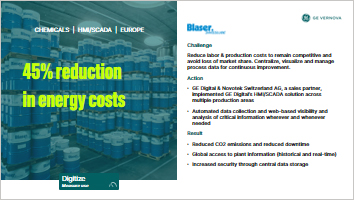 CHEMICALS | HMI/SCADA | EUROPE
45% reduction
in energy costs
Digitize
Measure use
Blaser.
GE VERNOVA
Challenge
Reduce labor & production costs to remain competitive and
avoid loss of market share. Centralize, visualize and manage
process data for continuous improvement.
Action
• GE Digital & Novotek Switzerland AG, a sales partner,
implemented GE Digital's HMI/SCADA solution across
multiple production areas
• Automated data collection and web-based visibility and
analysis of critical information wherever and whenever
needed
Result
• Reduced CO2 emissions and reduced downtime
• Global access to plant information (historical and real-time)
• Increased security through central data storage